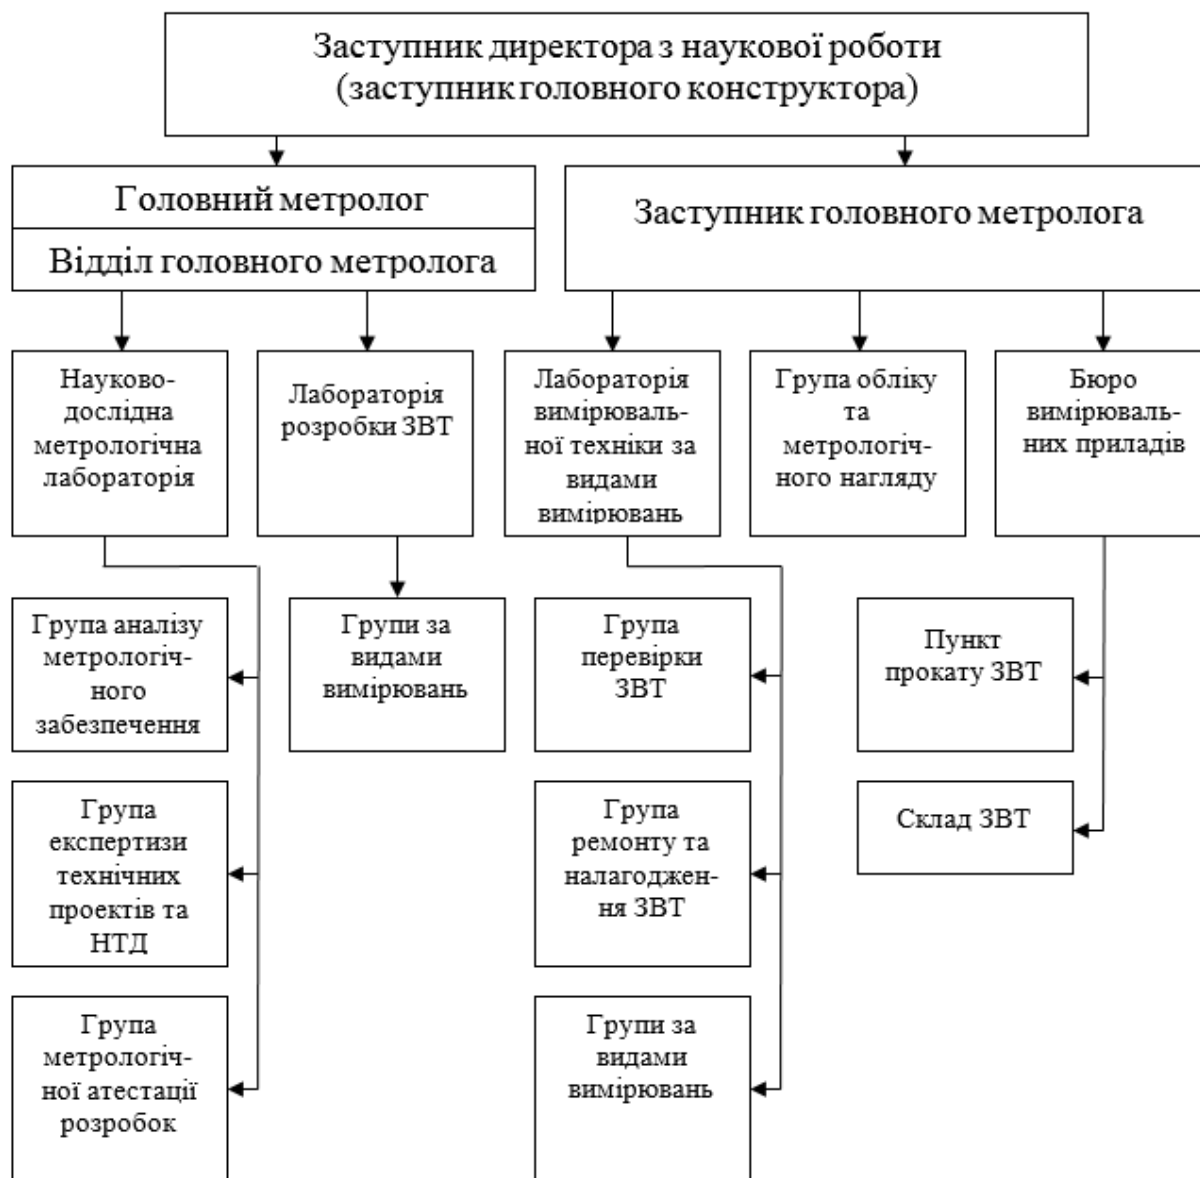 Заступник директора з наукової роботи
(заступник головного конструктора)
Головний метролог
Відділ головного метролога
Заступник головного метролога
Науково-
дослідна
метрологічна
лабораторія
Лабораторія
розробки ЗВТ
Лабораторія
вимірюваль-
ної техніки за
видами
вимірювань
Група обліку
та
метрологіч-
ного нагляду
Бюро
вимірюваль-
них приладів
Група аналізу
метрологіч-
ного
забезпечення
Групи за
видами
вимірювань
Група
перевірки
ЗВТ
Пункт
прокату ЗВТ
Група
експертизи
технічних
проектів та
НТД
Група
ремонту та
налагоджен-
ня ЗВТ
Склад ЗВТ
Група
метрологіч-
ної атестації
розробок
Групи за
видами
вимірювань